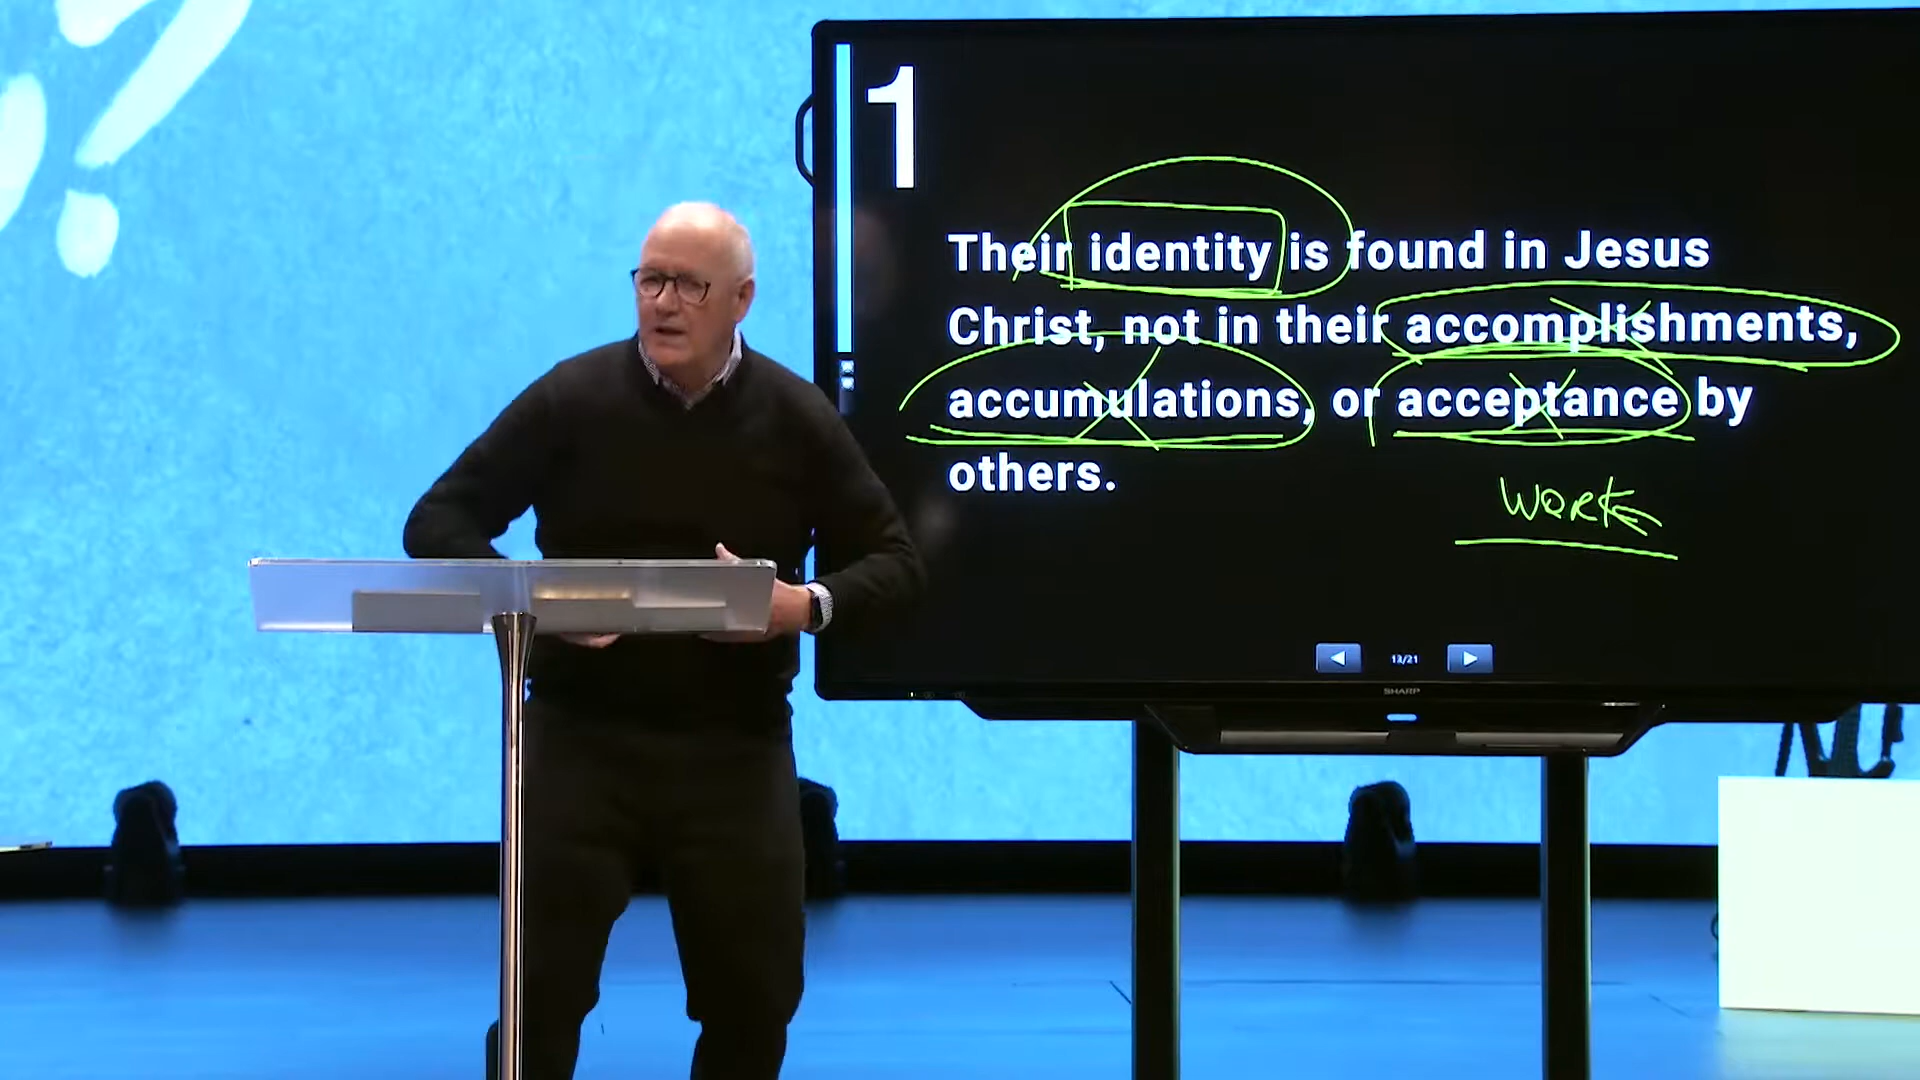 1
Their identity is found in Jesus
Christ, not in their accomplishments,
accumulations, or acceptance by
others.
WORK
13/21
SHARP